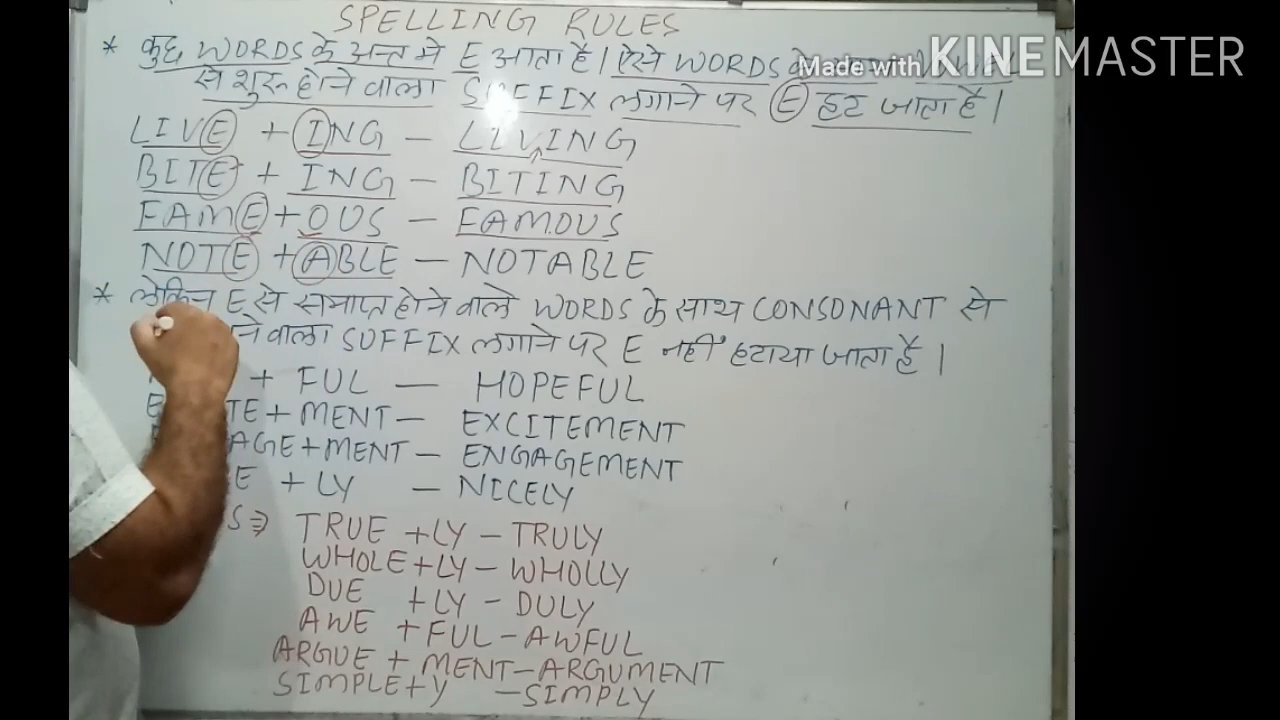 SPELLING RULES
* कुछ WORDS के अन्त मे E आता है। ऐसे WORDS के
Made with KINEMASTER
से शुरू होने वाला SUFFIX लगाने पर E हट जाता है।
LIVE + ING - LIVING
BITE + ING - BITING
FAME + OUS - FAMOUS
NOTE + ABLE - NOTABLE
* लेकिन E से समाप्त होने वाले WORDS के साथ CONSONANT से
वाला SUFFIX लगाने पर E नही हटाया जाता है।
+ FUL - HOPEFUL
TE + MENT - EXCITEMENT
AGE + MENT - ENGAGEMENT
E + LY - NICELY
S ⇒ TRUE + LY - TRULY
WHOLE + LY - WHOLLY
DUE + LY - DULY
AWE + FUL - AWFUL
ARGUE + MENT - ARGUMENT
SIMPLE + Y - SIMPLY